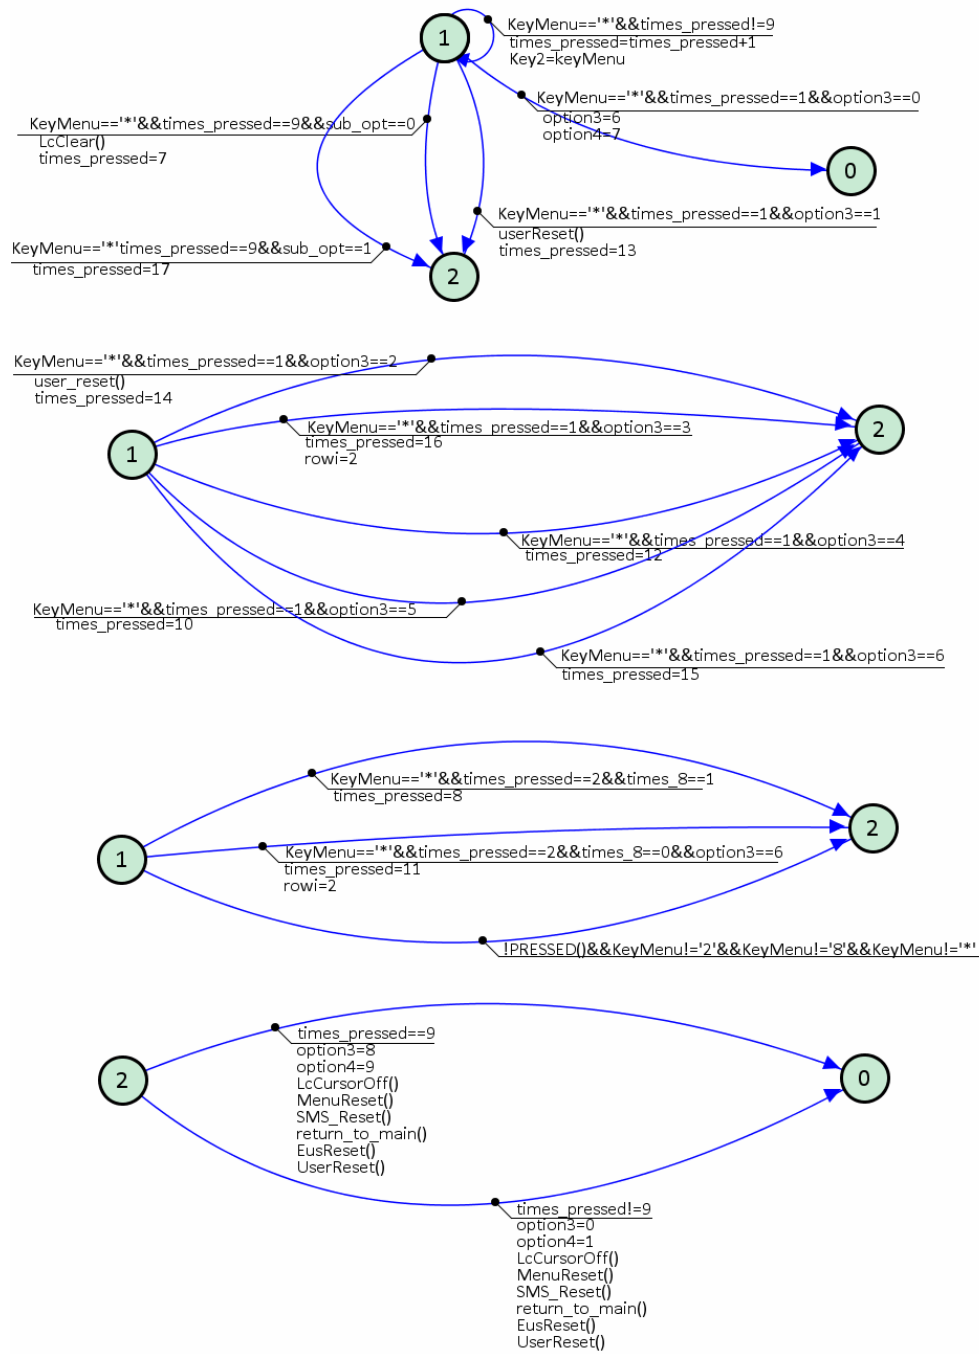 1
KeyMenu=='*'&&times_pressed!=9
times_pressed=times_pressed+1
Key2=keyMenu
KeyMenu=='*'&&times_pressed==1&&option3==0
option3=6
option4=7
KeyMenu=='*'&&times_pressed==9&&sub_opt==0
LcClear()
times_pressed=7
0
KeyMenu=='*'&&times_pressed==1&&option3==1
userReset()
times_pressed=13
KeyMenu=='*'times_pressed==9&&sub_opt==1
times_pressed=17
2
KeyMenu=='*'&&times_pressed==1&&option3==2
user_reset()
times_pressed=14
KeyMenu=='*'&&times_pressed==1&&option3==3
times_pressed=16
rowi=2
1
2
KeyMenu=='*'&&times_pressed==1&&option3==4
times_pressed=12
KeyMenu=='*'&&times_pressed==1&&option3==5
times_pressed=10
KeyMenu=='*'&&times_pressed==1&&option3==6
times_pressed=15
KeyMenu=='*'&&times_pressed==2&&times_8==1
times_pressed=8
2
1
KeyMenu=='*'&&times_pressed==2&&times_8==0&&option3==6
times_pressed=11
rowi=2
!PRESSED()&&KeyMenu!='2'&&KeyMenu!='8'&&KeyMenu!='*'
2
0
times_pressed==9
option3=8
option4=9
LcCursorOff()
MenuReset()
SMS_Reset()
return_to_main()
EusReset()
UserReset()
times_pressed!=9
option3=0
option4=1
LcCursorOff()
MenuReset()
SMS_Reset()
return_to_main()
EusReset()
UserReset()